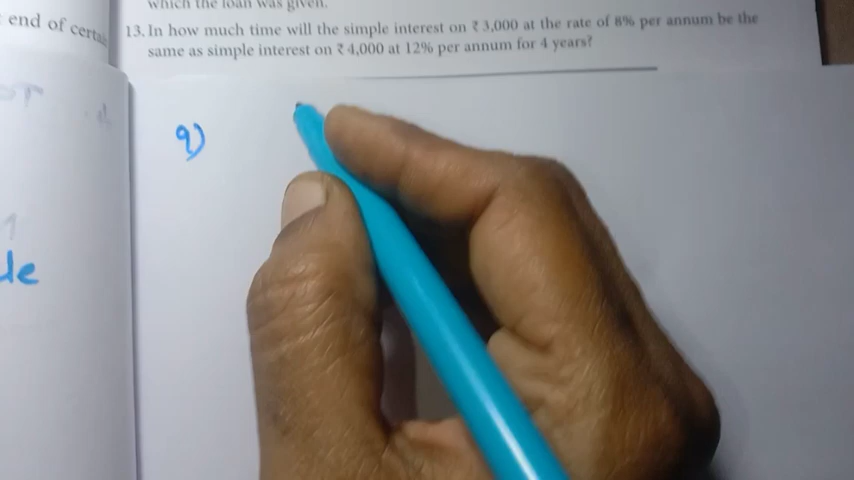 which the loan was given.
end of certa
13. In how much time will the simple interest on ₹ 3,000 at the rate of 8% per annum be the
same as simple interest on ₹ 4,000 at 12% per annum for 4 years?
9)
de